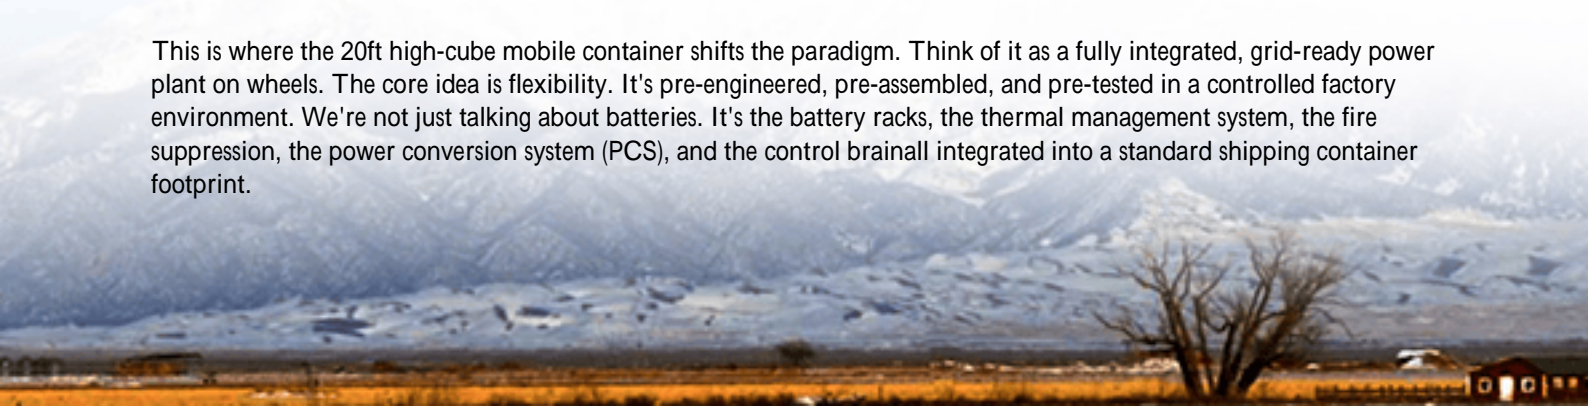 This is where the 20ft high-cube mobile container shifts the paradigm. Think of it as a fully integrated, grid-ready power
plant on wheels. The core idea is flexibility. It's pre-engineered, pre-assembled, and pre-tested in a controlled factory
environment. We're not just talking about batteries. It's the battery racks, the thermal management system, the fire
suppression, the power conversion system (PCS), and the control brainall integrated into a standard shipping container
footprint.